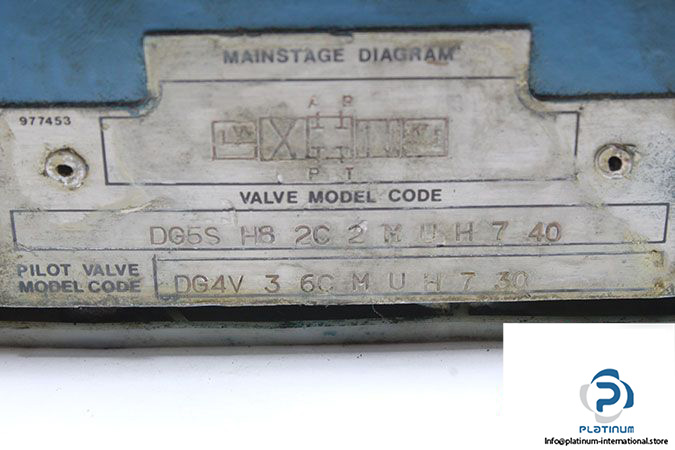 MAINSTAGE DIAGRAM
977453
A B
P T
VALVE MODEL CODE
DG5S H8 2C 2 M U H 7 40
PILOT VALVE
MODEL CODE
DG4V 3 6C M U H 7 30
PLATINUM
Info@platinum-international.store